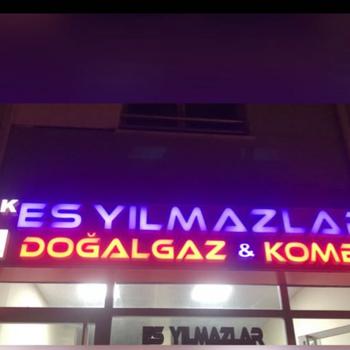 K
ES YILMAZLAR
DOĞALGAZ & KOMB
ES YILMAZLAR